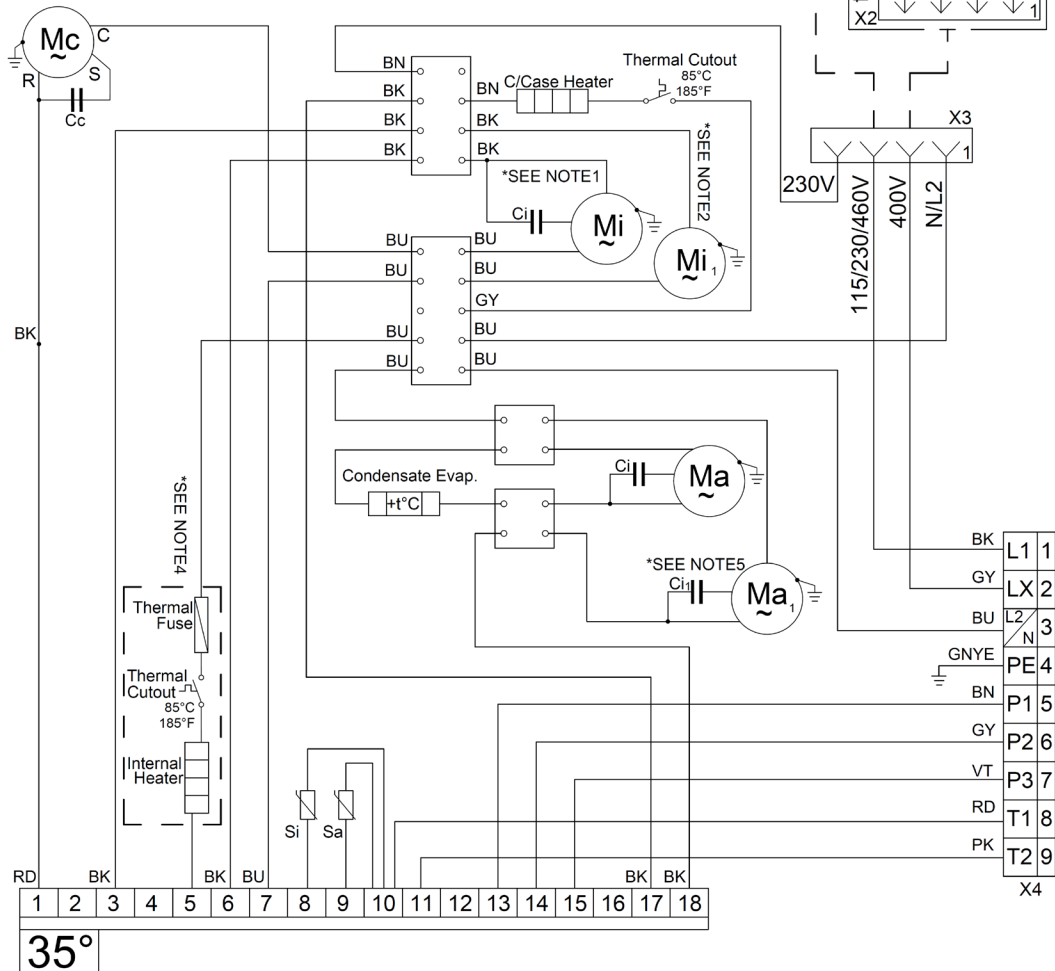 X2
1
Mc
~
C
S
R
Cc
BN
BK
BK
BK
BN
BK
BK
C/Case Heater
Thermal Cutout
85°C
185°F
*SEE NOTE1
*SEE NOTE2
Ci
Mi
~
Mi 1
~
X3
1
230V
115/230/460V
400V
N/L2
BU
BU
BU
BU
BU
BU
GY
BU
BU
BK
Condensate Evap.
+t°C
Ci
Ma
~
*SEE NOTE5
Ci1
Ma 1
~
*SEE NOTE4
Thermal
Fuse
Thermal
Cutout
85°C
185°F
Internal
Heater
Si
Sa
BK L1 1
GY LX 2
BU L2/N 3
GNYE PE 4
BN P1 5
GY P2 6
VT P3 7
RD T1 8
PK T2 9
X4
RD BK BK BU BK BK
1 2 3 4 5 6 7 8 9 10 11 12 13 14 15 16 17 18
35°